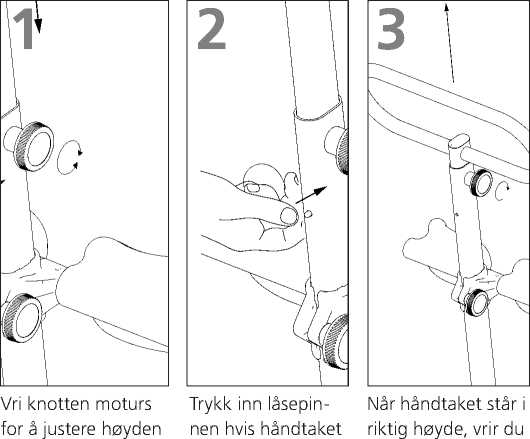 1
2
3
Vri knotten moturs
for å justere høyden
Trykk inn låsepin-
nen hvis håndtaket
Når håndtaket står i
riktig høyde, vrir du